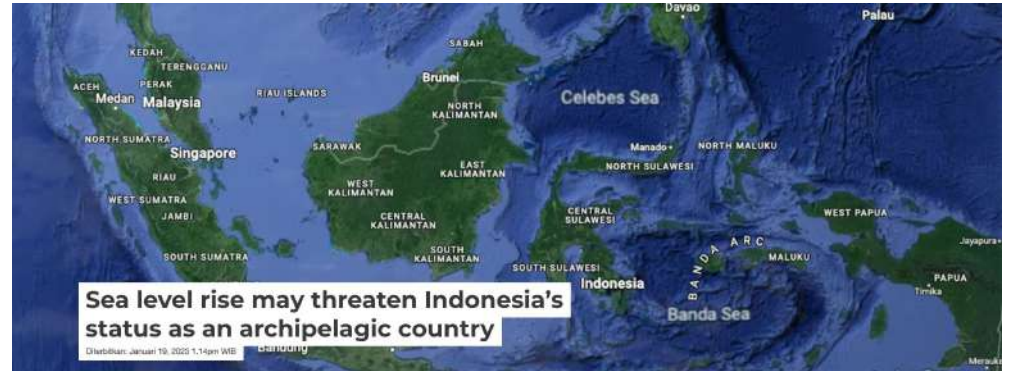 Davao
Palau
SABAH
KEDAH
TERENGGANU
Brunei
ACEH
PERAK
RIAU ISLANDS
Celebes Sea
Medan
Malaysia
NORTH
KALIMANTAN
NORTH SUMATRA
SARAWAK
Manado
NORTH MALUKU
Singapore
EAST
KALIMANTAN
NORTH SULAWESI
RIAU
WEST
KALIMANTAN
WEST SUMATRA
CENTRAL
SULAWESI
WEST PAPUA
JAMBI
CENTRAL
KALIMANTAN
BANDA ARC
Jayapura
SOUTH SUMATRA
SOUTH
KALIMANTAN
MALUKU
SOUTH SULAWESI
Indonesia
PAPUA
Timika
Banda Sea
Sea level rise may threaten Indonesia's
status as an archipelagic country
Diterbitkan: Januari 19, 2025 1.14pm WIB
Bandung
Merauke